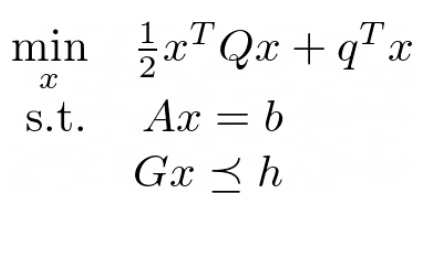 min ½xᵀQx + qᵀx
x
s.t. Ax = b
Gx ⪯ h